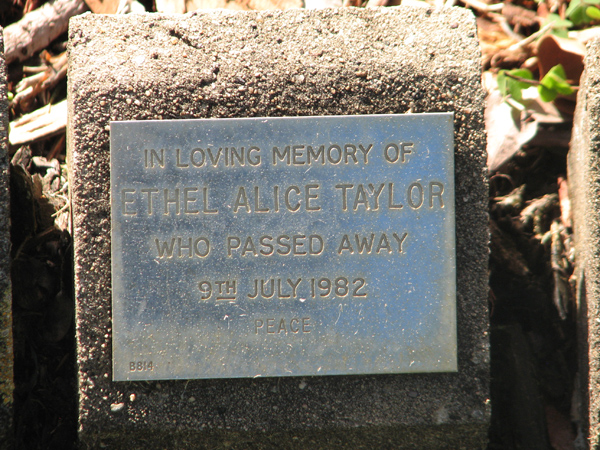 IN LOVING MEMORY OF
ETHEL ALICE TAYLOR
WHO PASSED AWAY
9TH JULY 1982
PEACE
8814